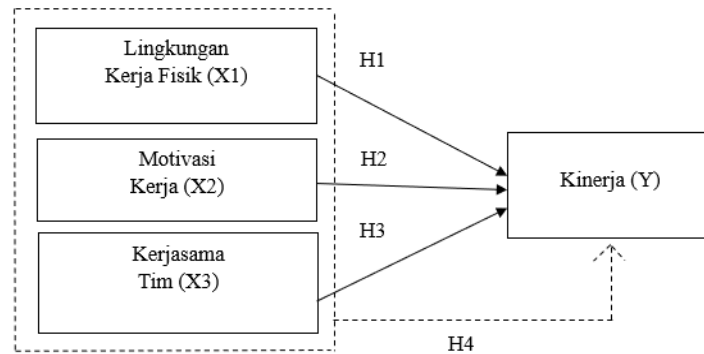 Lingkungan
Kerja Fisik (X1)
H1
Motivasi
Kerja (X2)
H2
Kinerja (Y)
Kerjasama
Tim (X3)
H3
H4